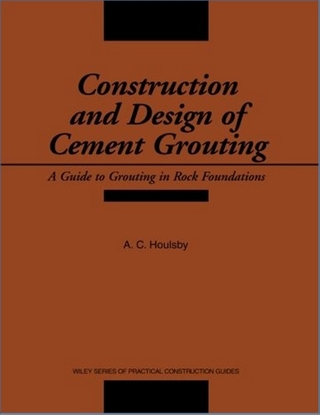 Construction
and Design of
Cement Grouting
A Guide to Grouting in Rock Foundations
A. C. Houlsby
WILEY SERIES OF PRACTICAL CONSTRUCTION GUIDES